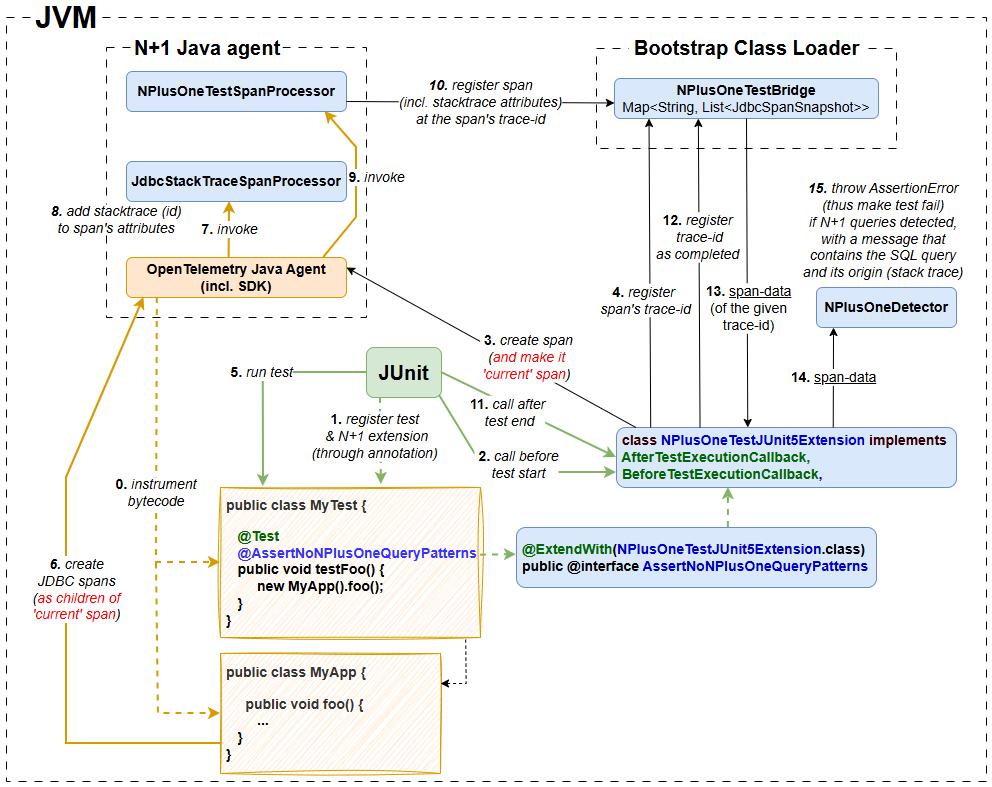 JVM
N+1 Java agent
NPlusOneTestSpanProcessor
JdbcStackTraceSpanProcessor
8. add stacktrace (id)
to span's attributes
7. invoke
9. invoke
OpenTelemetry Java Agent
(incl. SDK)
10. register span
(incl. stacktrace attributes)
at the span's trace-id
Bootstrap Class Loader
NPlusOneTestBridge
Map<String, List<JdbcSpanSnapshot>>
15. throw AssertionError
(thus make test fail)
if N+1 queries detected,
with a message that
contains the SQL query
and its origin (stack trace)
12. register
trace-id
as completed
4. register
span's trace-id
13. span-data
(of the given
trace-id)
NPlusOneDetector
14. span-data
3. create span
(and make it
'current' span)
5. run test
JUnit
1. register test
& N+1 extension
(through annotation)
11. call after
test end
2. call before
test start
class NPlusOneTestJUnit5Extension implements
AfterTestExecutionCallback,
BeforeTestExecutionCallback,
0. instrument
bytecode
6. create
JDBC spans
(as children of
'current' span)
public class MyTest {
@Test
@AssertNoNPlusOneQueryPatterns
public void testFoo() {
new MyApp().foo();
}
}
@ExtendWith(NPlusOneTestJUnit5Extension.class)
public @interface AssertNoNPlusOneQueryPatterns
public class MyApp {
public void foo() {
...
}
}